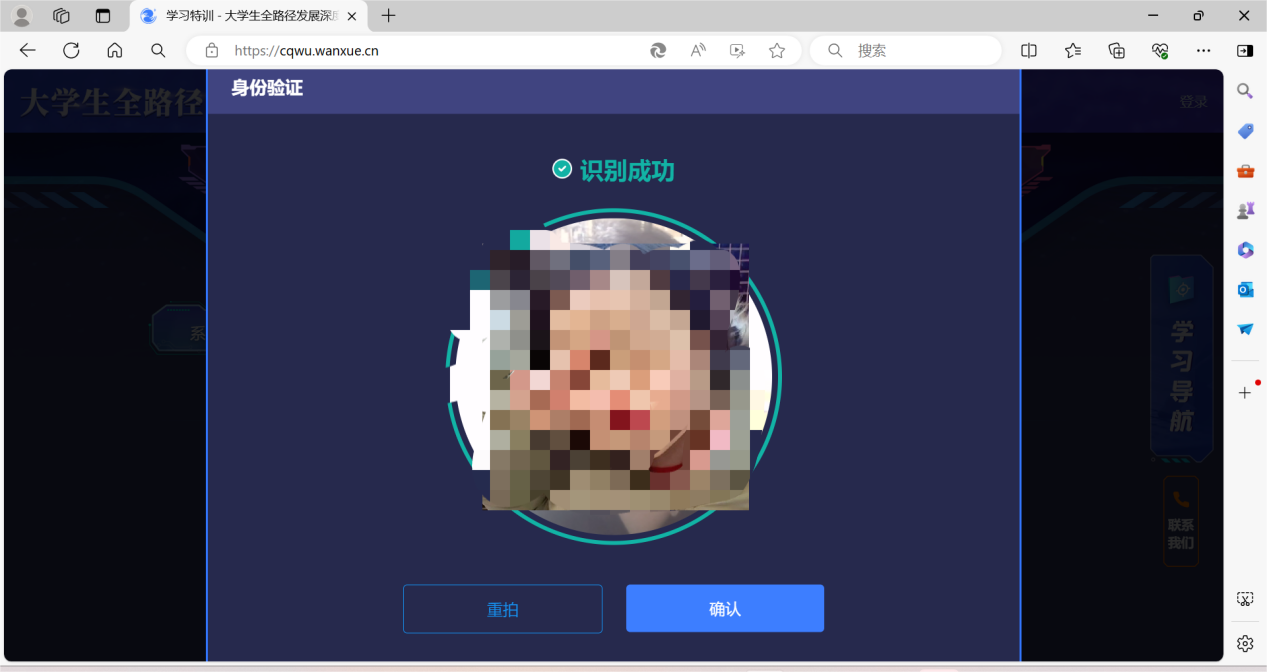 学习特训 - 大学生全路径发展深
https://cqwu.wanxue.cn
搜索
身份验证
大学生全路径
登录
识别成功
系
学习导航
联系
我们
重拍
确认